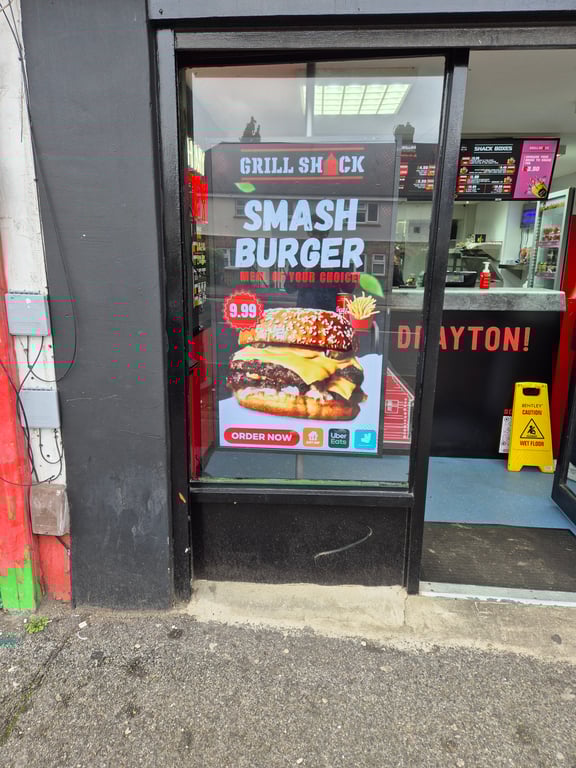 GRILL SHACK
SMASH
BURGER
MEAL OF YOUR CHOICE
9.99
ORDER NOW
Uber
Eats
SHACK BOXES
DRAYTON!
BENTLEY
CAUTION
WET FLOOR